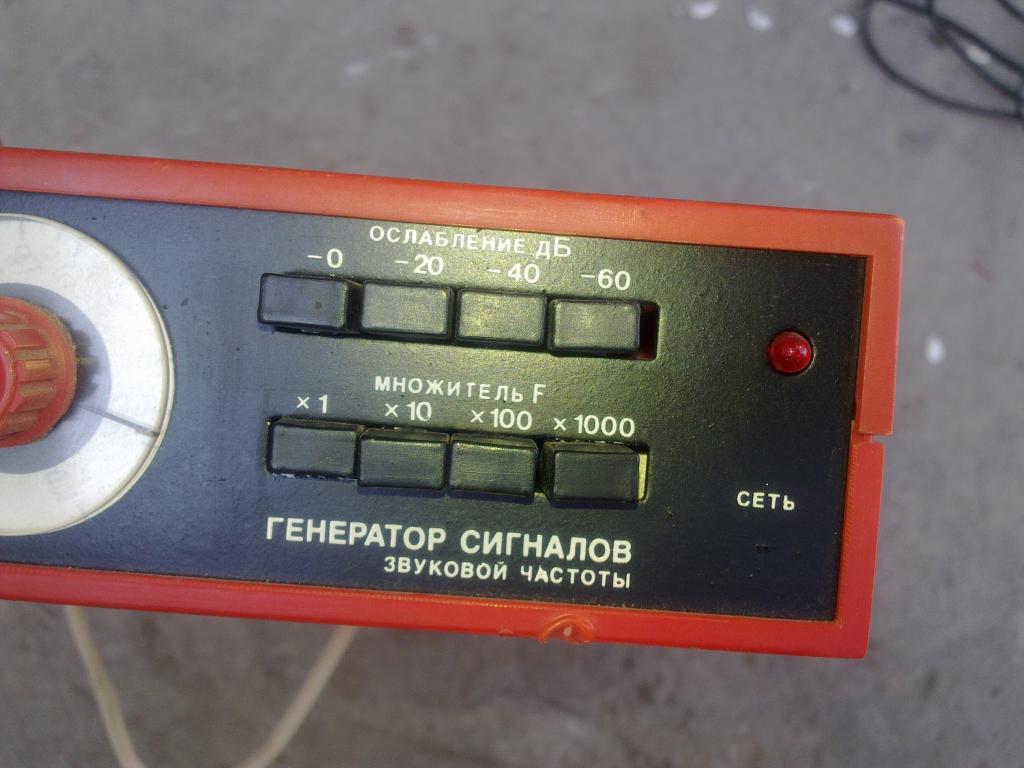 ОСЛАБЛЕНИЕ дБ
-0 -20 -40 -60
МНОЖИТЕЛЬ F
×1 ×10 ×100 ×1000
СЕТЬ
ГЕНЕРАТОР СИГНАЛОВ
ЗВУКОВОЙ ЧАСТОТЫ